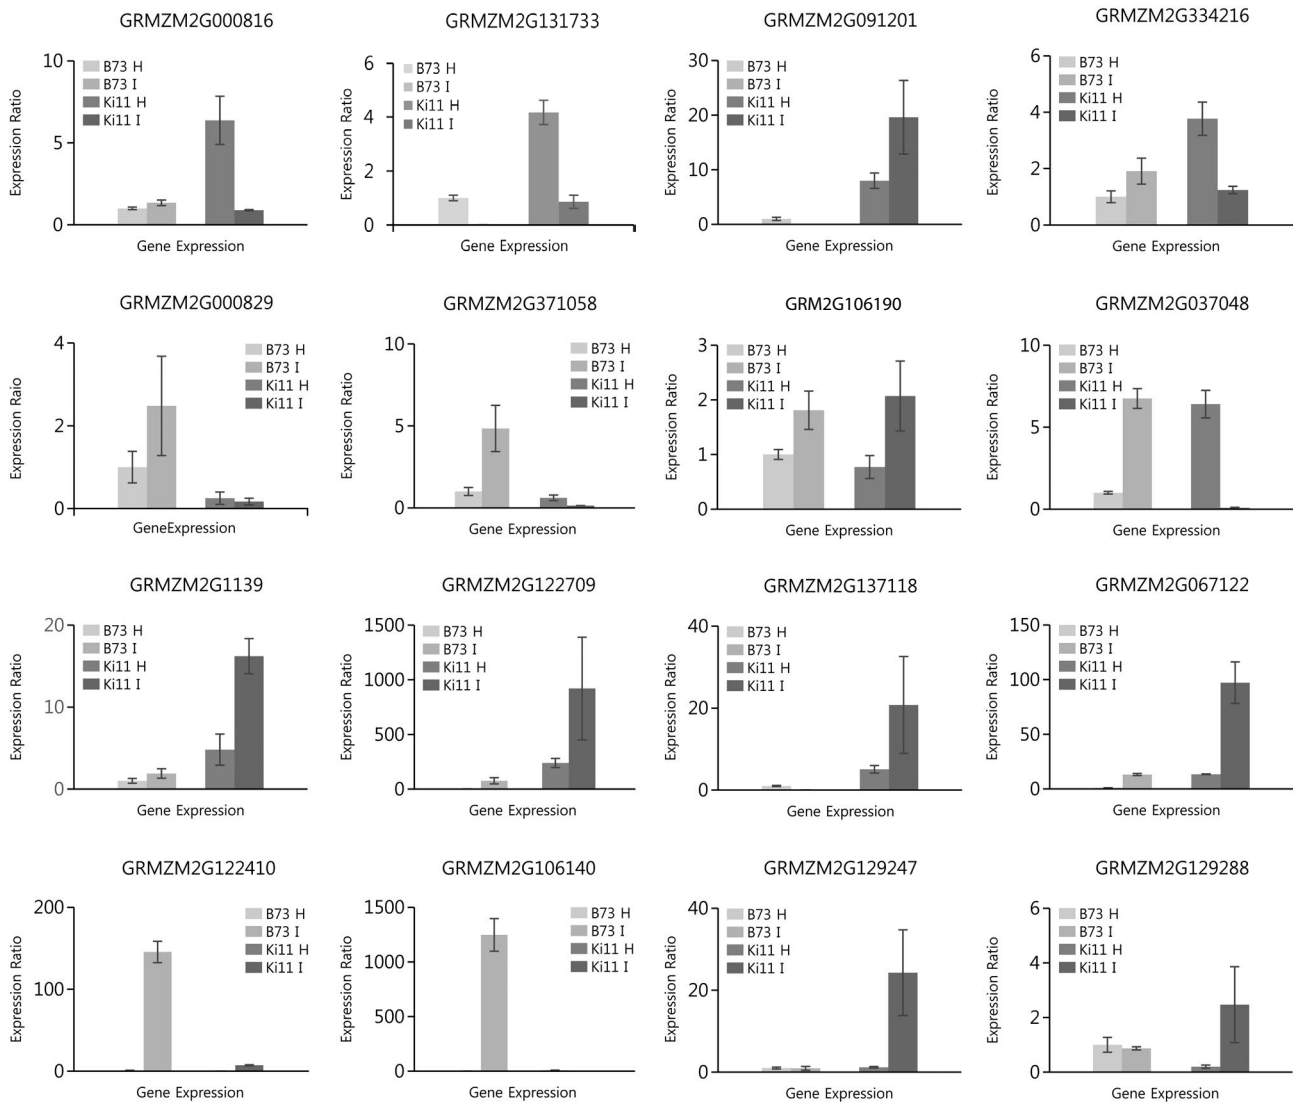 GRMZM2G000816
10
5
0
Expression Ratio
B73 H
B73 I
Ki11 H
Ki11 I
Gene Expression
GRMZM2G131733
6
4
2
0
Expression Ratio
B73 H
B73 I
Ki11 H
Ki11 I
Gene Expression
GRMZM2G091201
30
20
10
0
Expression Ratio
B73 H
B73 I
Ki11 H
Ki11 I
Gene Expression
GRMZM2G334216
6
4
2
0
Expression Ratio
B73 H
B73 I
Ki11 H
Ki11 I
Gene Expression
GRMZM2G000829
4
2
0
Expression Raio
B73 H
B73 I
Ki11 H
Ki11 I
GeneExpression
GRMZM2G371058
10
5
0
Expression Ratio
B73 H
B73 I
Ki11 H
Ki11 I
Gene Expression
GRM2G106190
3
2
1
0
Expression Ratio
B73 H
B73 I
Ki11 H
Ki11 I
Gene Expression
GRMZM2G037048
10
5
0
Expression Ratio
B73 H
B73 I
Ki11 H
Ki11 I
Gene Expression
GRMZM2G1139
20
10
0
Expression Ratio
B73 H
B73 I
Ki11 H
Ki11 I
Gene Expression
GRMZM2G122709
1500
1000
500
0
Expression Ratio
B73 H
B73 I
Ki11 H
Ki11 I
Gene Expression
GRMZM2G137118
40
20
0
Expression Ratio
B73 H
B73 I
Ki11 H
Ki11 I
Gene Expression
GRMZM2G067122
150
100
50
0
Expression Ratio
B73 H
B73 I
Ki11 H
Ki11 I
Gene Expression
GRMZM2G122410
200
100
0
Expression Ratio
B73 H
B73 I
Ki11 H
Ki11 I
Gene Expression
GRMZM2G106140
1500
1000
500
0
Expression Ratio
B73 H
B73 I
Ki11 H
Ki11 I
Gene Expression
GRMZM2G129247
40
20
0
Expression Ratio
B73 H
B73 I
Ki11 H
Ki11 I
Gene Expression
GRMZM2G129288
6
4
2
0
Expression Ratio
B73 H
B73 I
Ki11 H
Ki11 I
Gene Expression